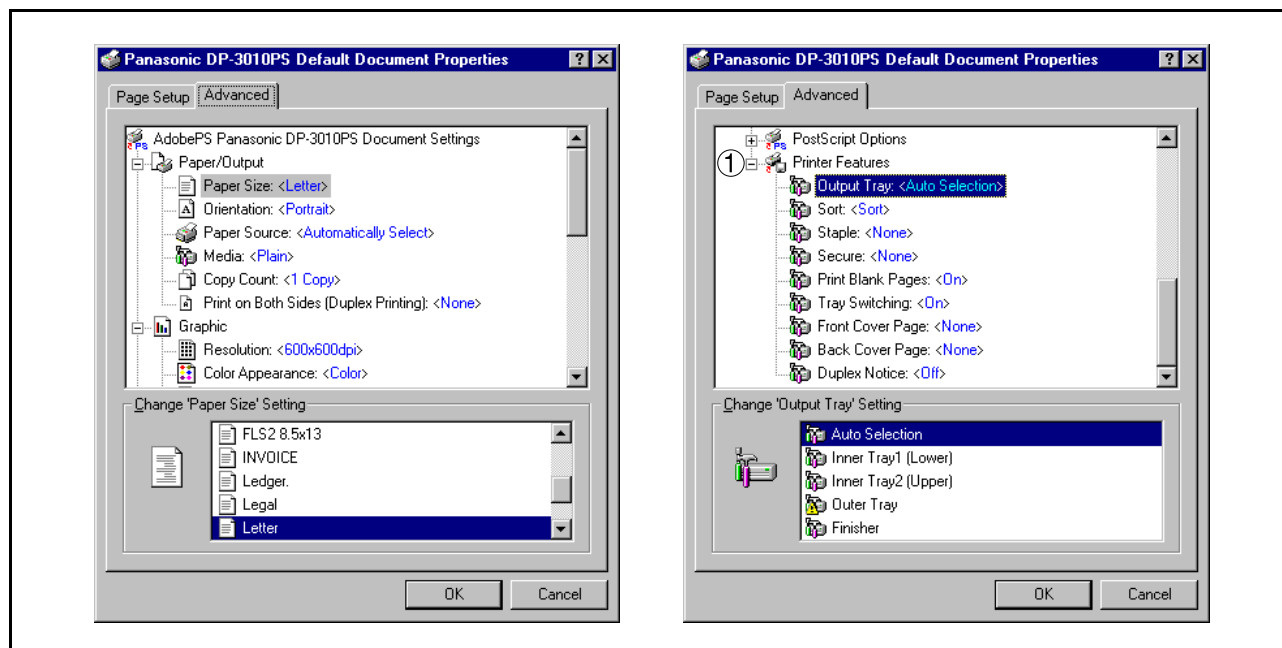 Panasonic DP-3010PS Default Document Properties
Page Setup Advanced
AdobePS Panasonic DP-3010PS Document Settings
Paper/Output
Paper Size: <Letter>
Orientation: <Portrait>
Paper Source: <Automatically Select>
Media: <Plain>
Copy Count: <1 Copy>
Print on Both Sides (Duplex Printing): <None>
Graphic
Resolution: <600x600dpi>
Color Appearance: <Color>
Change 'Paper Size' Setting
FLS2 8.5x13
INVOICE
Ledger.
Legal
Letter
OK Cancel
Panasonic DP-3010PS Default Document Properties
Page Setup Advanced
PostScript Options
① Printer Features
Output Tray: <Auto Selection>
Sort: <Sort>
Staple: <None>
Secure: <None>
Print Blank Pages: <On>
Tray Switching: <On>
Front Cover Page: <None>
Back Cover Page: <None>
Duplex Notice: <Off>
Change 'Output Tray' Setting
Auto Selection
Inner Tray1 (Lower)
Inner Tray2 (Upper)
Outer Tray
Finisher
OK Cancel